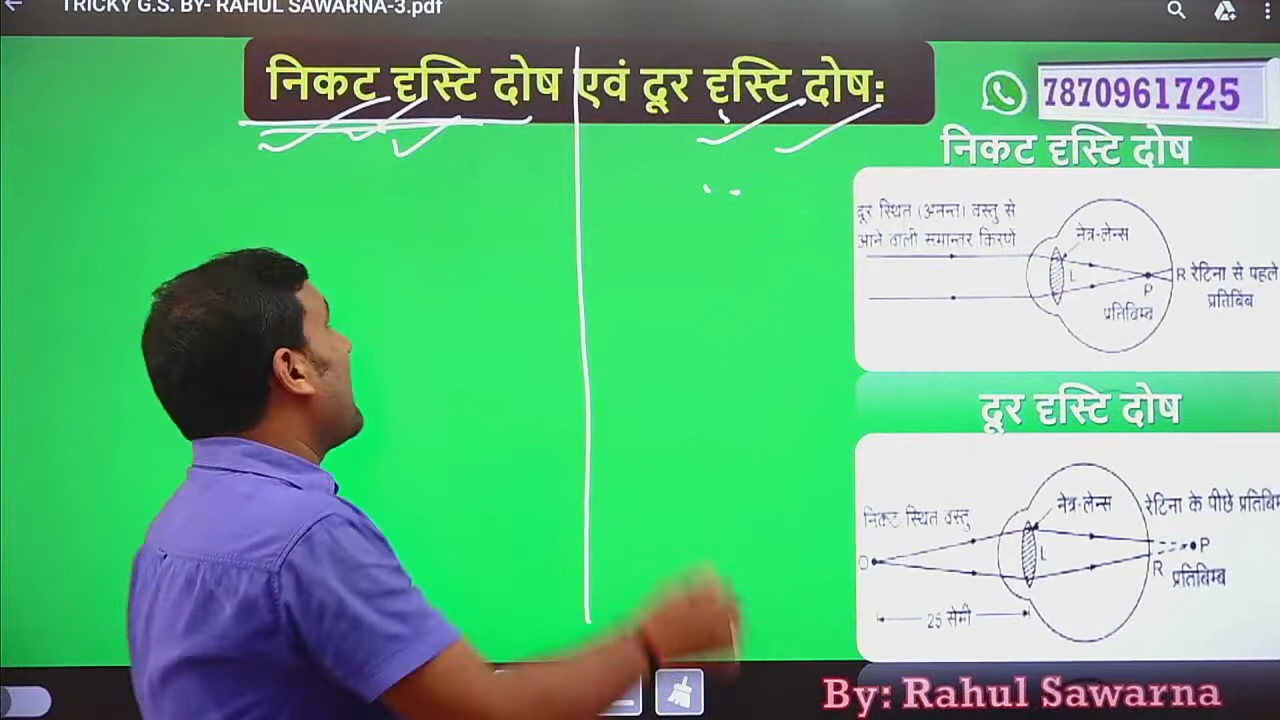 TRICKY G.S. BY- RAHUL SAWARNA-3.pdf
निकट दृस्टि दोष एवं दूर दृस्टि दोषः
7870961725
निकट दृस्टि दोष
दूर स्थित (अनन्त) वस्तु से
आने वाली समान्तर किरणे
नेत्र-लेन्स
L
P
R रेटिना से पहले
प्रतिबिंब
प्रतिविम्ब
दूर दृस्टि दोष
निकट स्थित वस्तु
नेत्र-लेन्स
रेटिना के पीछे प्रतिबिम
O
L
R
P
प्रतिबिम्ब
25 सेमी
By: Rahul Sawarna